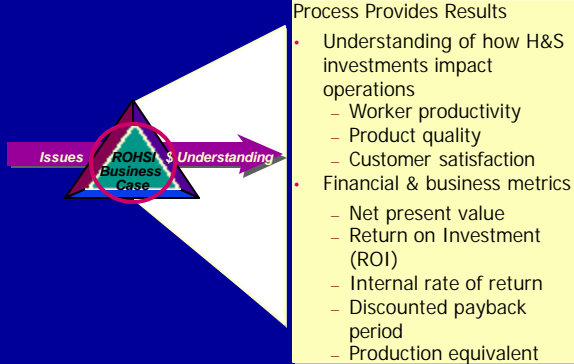 Process Provides Results
• Understanding of how H&S
investments impact
operations
– Worker productivity
– Product quality
– Customer satisfaction
• Financial & business metrics
– Net present value
– Return on Investment
(ROI)
– Internal rate of return
– Discounted payback
period
– Production equivalent
Issues
ROHSI
Business
Case
$ Understanding